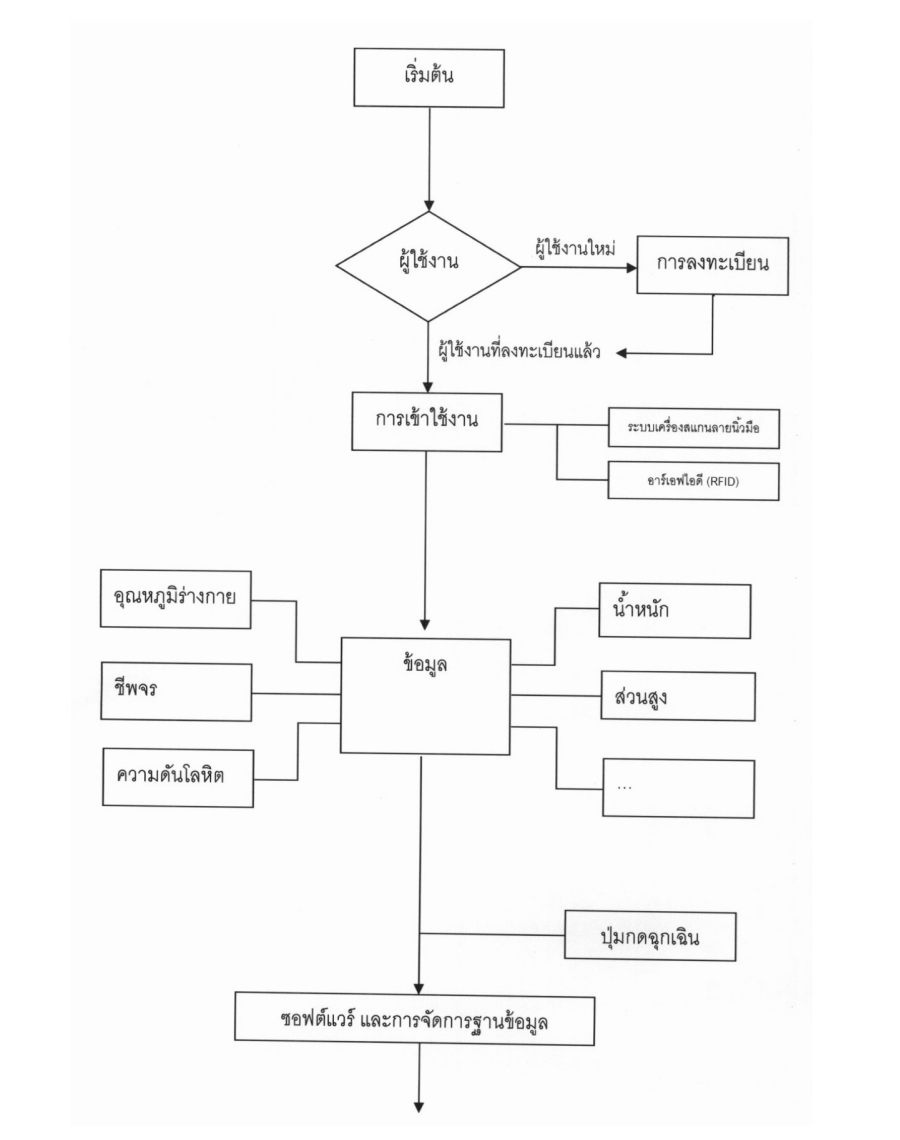 เริ่มต้น
ผู้ใช้งาน
ผู้ใช้งานใหม่
การลงทะเบียน
ผู้ใช้งานที่ลงทะเบียนแล้ว
การเข้าใช้งาน
ระบบเครื่องสแกนลายนิ้วมือ
อาร์เอฟไอดี (RFID)
อุณหภูมิร่างกาย
น้ำหนัก
ข้อมูล
ชีพจร
ส่วนสูง
ความดันโลหิต
...
ปุ่มกดฉุกเฉิน
ซอฟต์แวร์ และการจัดการฐานข้อมูล